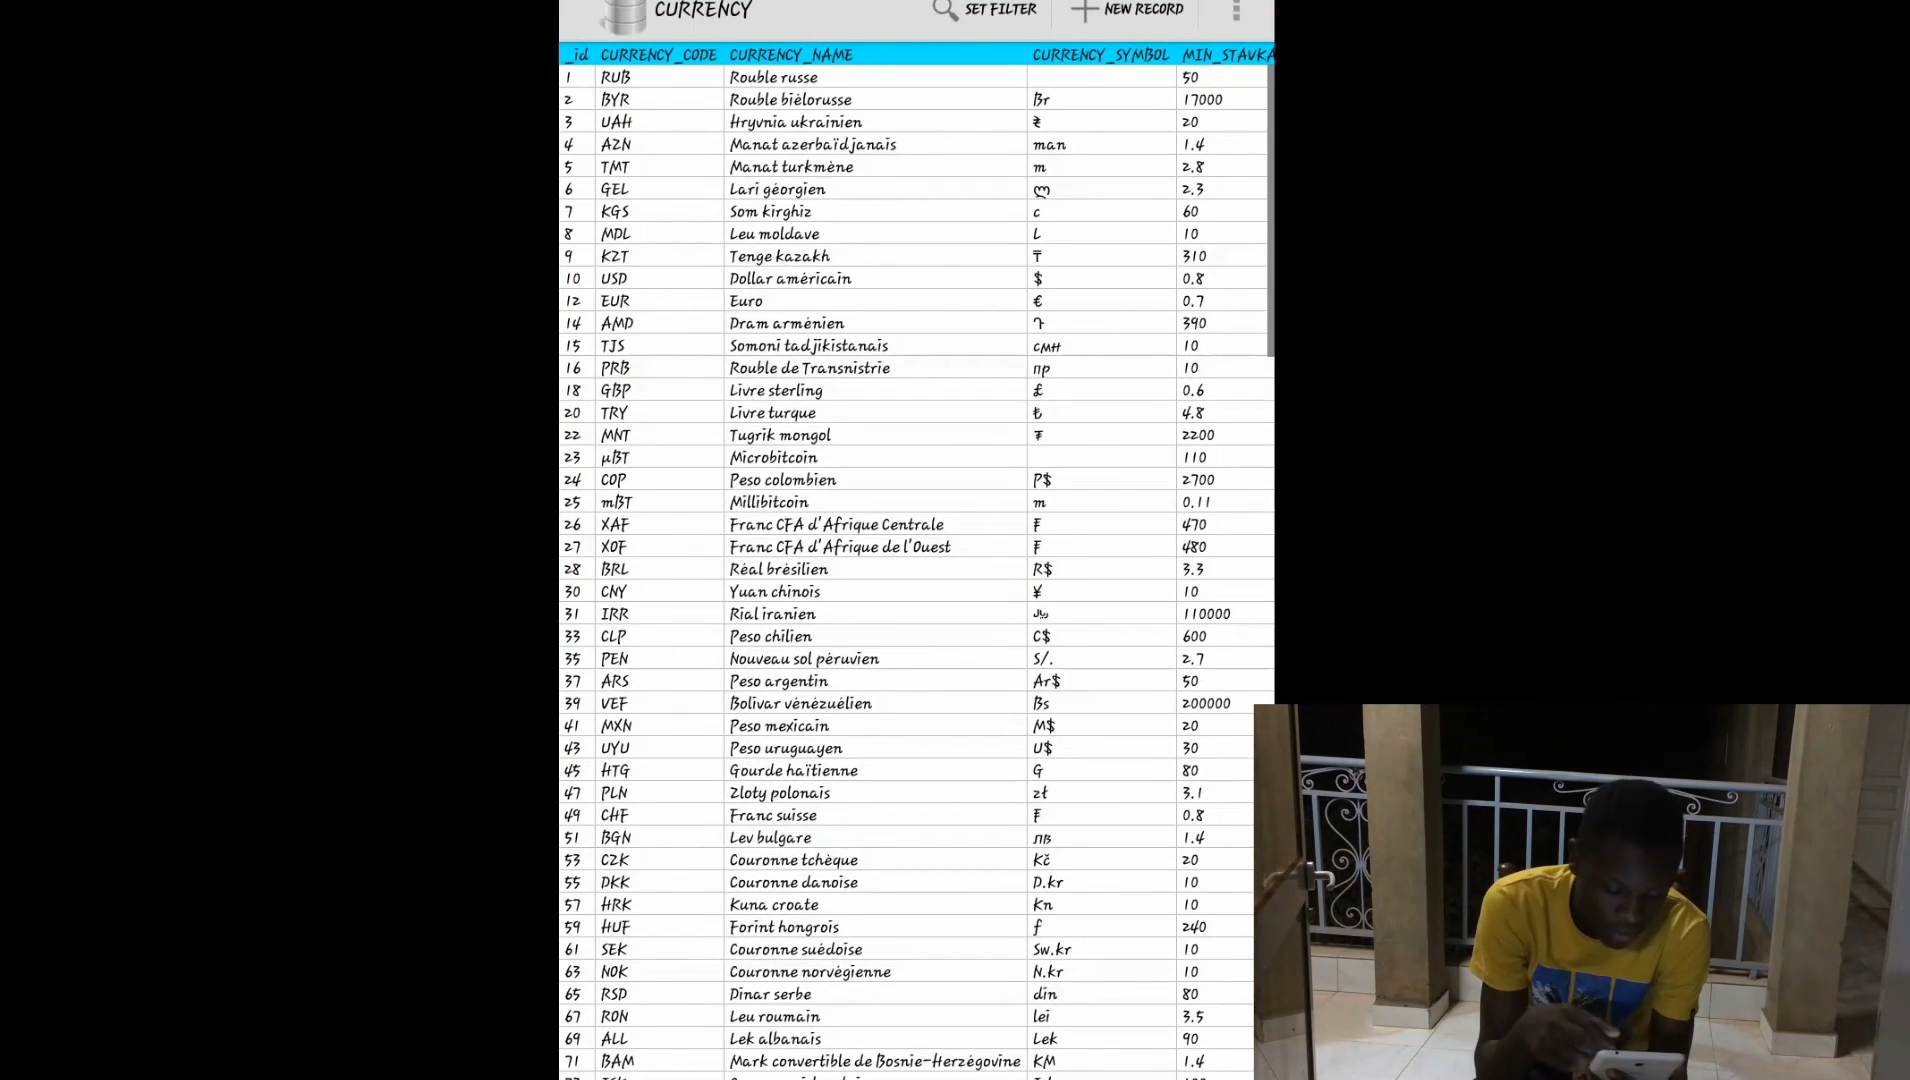 CURRENCY SET FILTER NEW RECORD
_id CURRENCY_CODE CURRENCY_NAME CURRENCY_SYMBOL MIN_STAVKA
1 RUB Rouble russe 50
2 BYR Rouble biélorusse Br 17000
3 UAH Hryvnia ukrainien ₴ 20
4 AZN Manat azerbaïdjanais man 1.4
5 TMT Manat turkmène m 2.8
6 GEL Lari géorgien ლ 2.3
7 KGS Som kirghiz с 60
8 MDL Leu moldave L 10
9 KZT Tenge kazakh ₸ 310
10 USD Dollar américain $ 0.8
12 EUR Euro € 0.7
14 AMD Dram arménien Դ 390
15 TJS Somoni tadjikistanais смн 10
16 PRB Rouble de Transnistrie пр 10
18 GBP Livre sterling £ 0.6
20 TRY Livre turque ₺ 4.8
22 MNT Tugrik mongol ₮ 2200
23 µBT Microbitcoin 110
24 COP Peso colombien P$ 2700
25 mBT Millibitcoin m 0.11
26 XAF Franc CFA d'Afrique Centrale ₣ 470
27 XOF Franc CFA d'Afrique de l'Ouest ₣ 480
28 BRL Réal brésilien R$ 3.3
30 CNY Yuan chinois ¥ 10
31 IRR Rial iranien ﷼ 110000
33 CLP Peso chilien C$ 600
35 PEN Nouveau sol péruvien S/. 2.7
37 ARS Peso argentin Ar$ 50
39 VEF Bolivar vénézuélien Bs 200000
41 MXN Peso mexicain M$ 20
43 UYU Peso uruguayen U$ 30
45 HTG Gourde haïtienne G 80
47 PLN Zloty polonais zł 3.1
49 CHF Franc suisse ₣ 0.8
51 BGN Lev bulgare лв 1.4
53 CZK Couronne tchèque Kč 20
55 DKK Couronne danoise D.kr 10
57 HRK Kuna croate Kn 10
59 HUF Forint hongrois ƒ 240
61 SEK Couronne suédoise Sw.kr 10
63 NOK Couronne norvégienne N.kr 10
65 RSD Dinar serbe din 80
67 RON Leu roumain lei 3.5
69 ALL Lek albanais Lek 90
71 BAM Mark convertible de Bosnie-Herzégovine KM 1.4